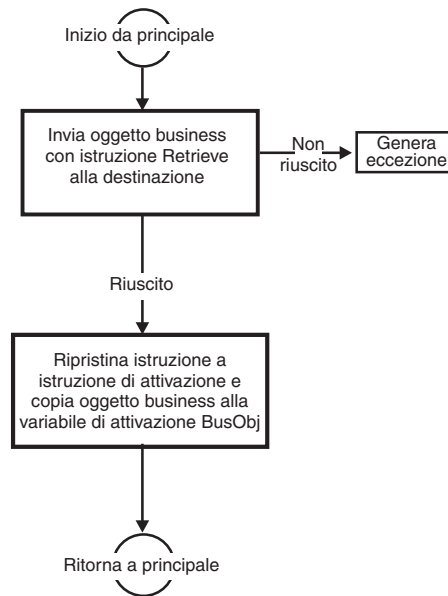 Inizio da principale
Invia oggetto business
con istruzione Retrieve
alla destinazione
Non
riuscito
Genera
eccezione
Riuscito
Ripristina istruzione a
istruzione di attivazione e
copia oggetto business alla
variabile di attivazione BusObj
Ritorna a principale